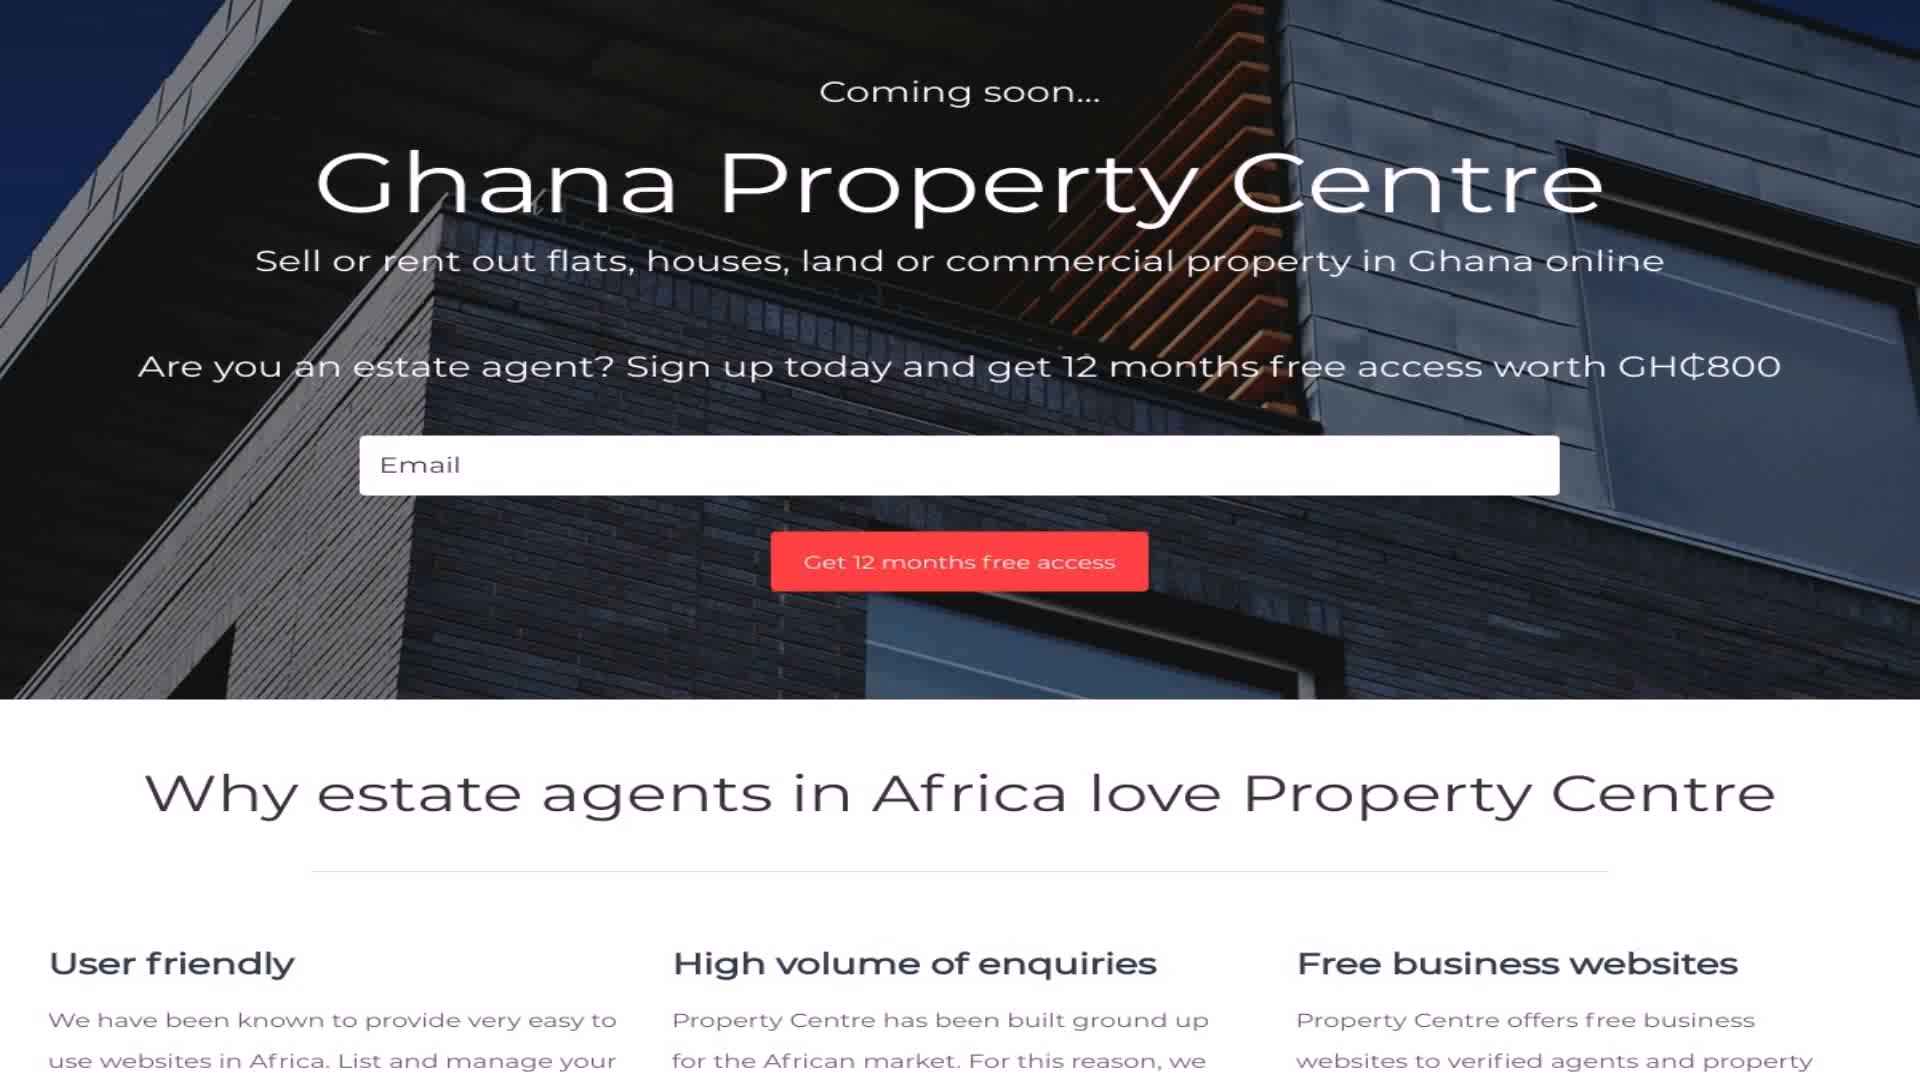 Coming soon...
Ghana Property Centre
Sell or rent out flats, houses, land or commercial property in Ghana online
Are you an estate agent? Sign up today and get 12 months free access worth GH₵800
Email
Get 12 months free access
Why estate agents in Africa love Property Centre
User friendly
We have been known to provide very easy to
use websites in Africa. List and manage your
High volume of enquiries
Property Centre has been built ground up
for the African market. For this reason, we
Free business websites
Property Centre offers free business
websites to verified agents and property